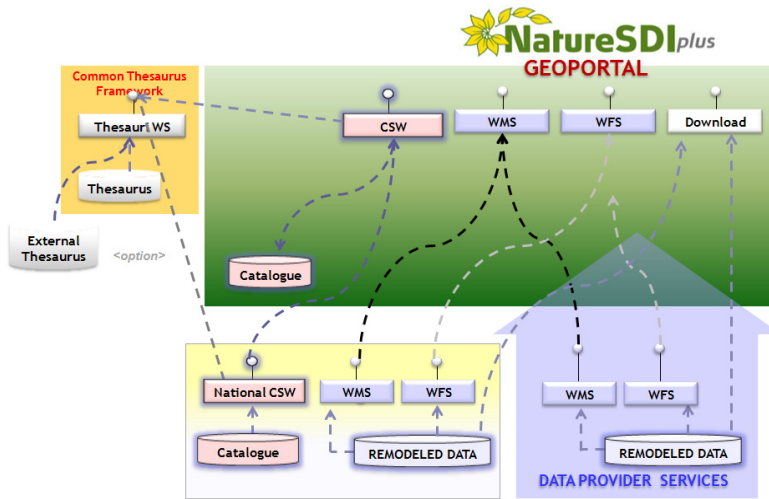 NatureSDIplus
GEOPORTAL
Common Thesaurus
Framework
Thesauri WS
CSW
WMS
WFS
Download
Thesaurus
External
Thesaurus
<option>
Catalogue
National CSW
WMS
WFS
WMS
WFS
Catalogue
REMODELED DATA
REMODELED DATA
DATA PROVIDER SERVICES